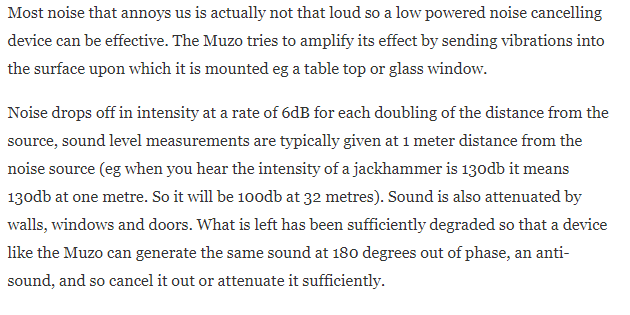 Most noise that annoys us is actually not that loud so a low powered noise cancelling
device can be effective. The Muzo tries to amplify its effect by sending vibrations into
the surface upon which it is mounted eg a table top or glass window.
Noise drops off in intensity at a rate of 6dB for each doubling of the distance from the
source, sound level measurements are typically given at 1 meter distance from the
noise source (eg when you hear the intensity of a jackhammer is 130db it means
130db at one metre. So it will be 100db at 32 metres). Sound is also attenuated by
walls, windows and doors. What is left has been sufficiently degraded so that a device
like the Muzo can generate the same sound at 180 degrees out of phase, an anti-
sound, and so cancel it out or attenuate it sufficiently.